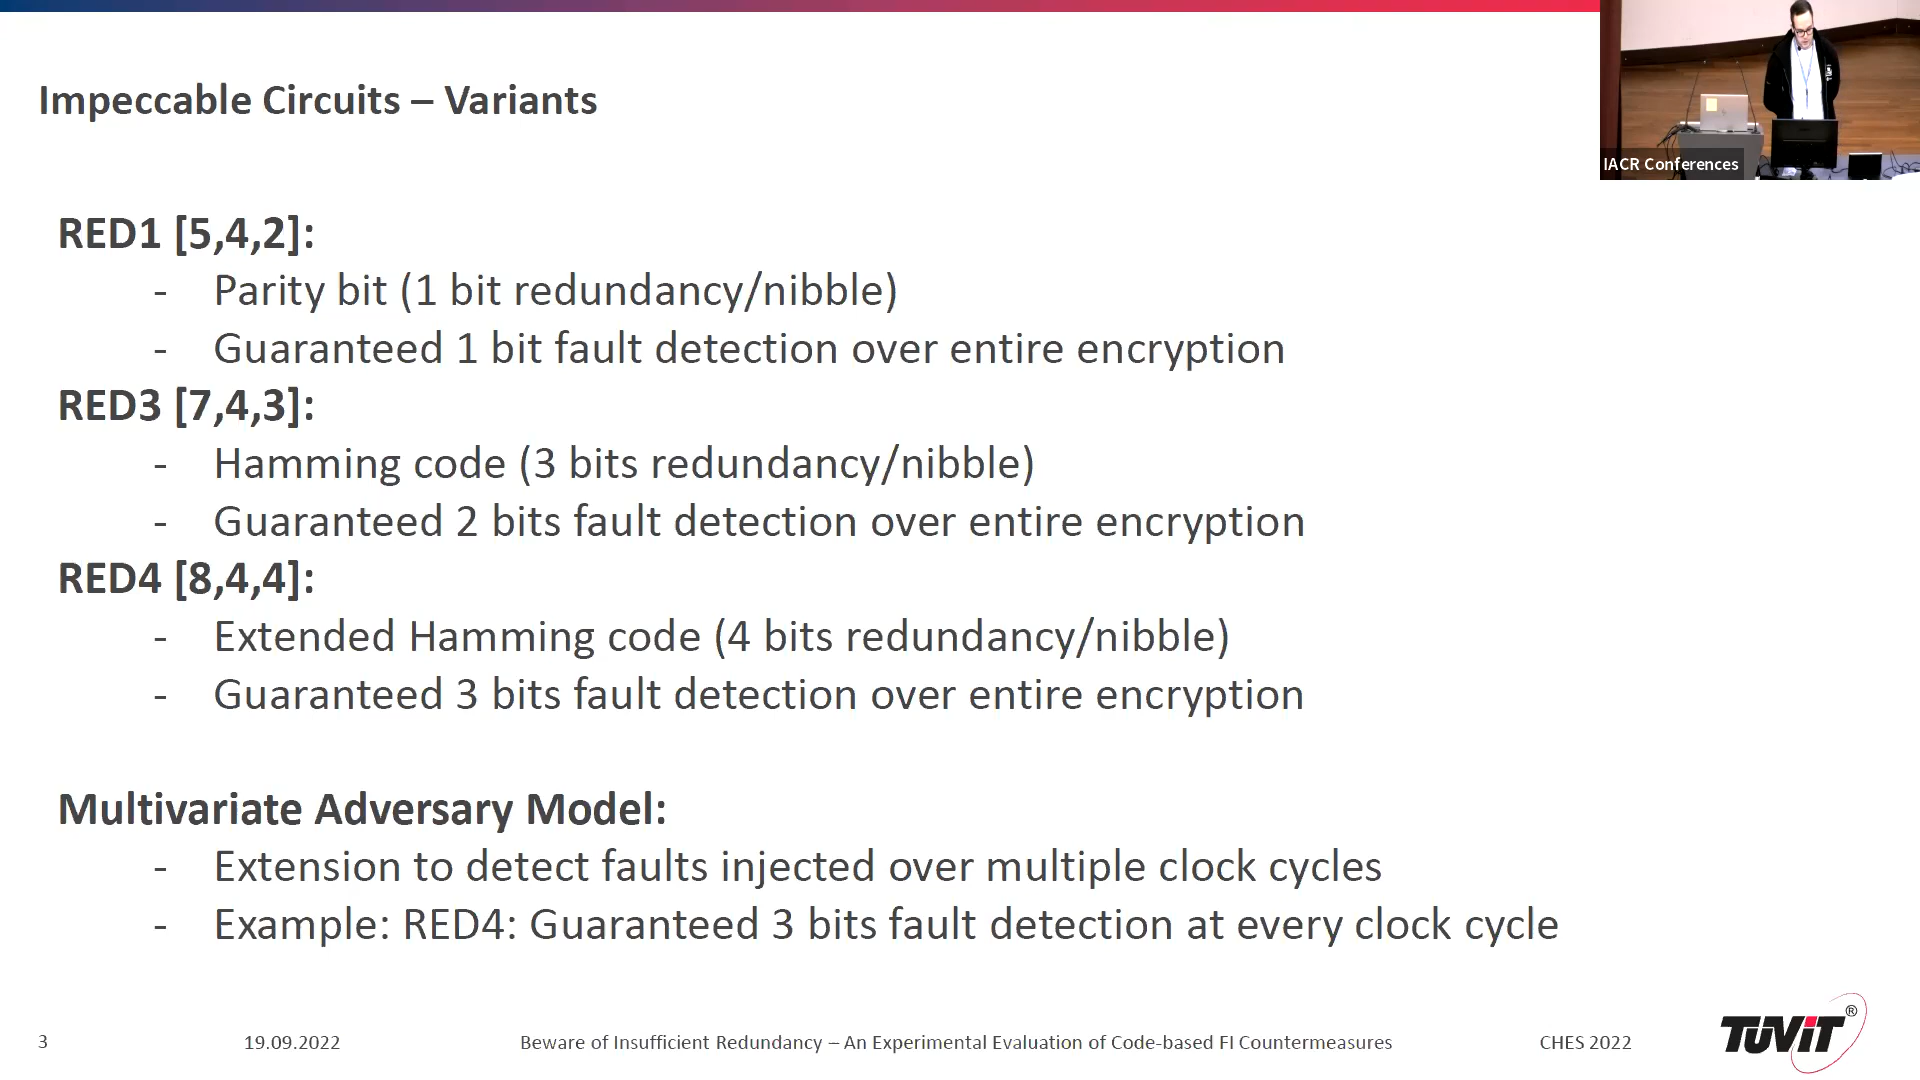 Impeccable Circuits – Variants
IACR Conferences
RED1 [5,4,2]:
- Parity bit (1 bit redundancy/nibble)
- Guaranteed 1 bit fault detection over entire encryption
RED3 [7,4,3]:
- Hamming code (3 bits redundancy/nibble)
- Guaranteed 2 bits fault detection over entire encryption
RED4 [8,4,4]:
- Extended Hamming code (4 bits redundancy/nibble)
- Guaranteed 3 bits fault detection over entire encryption
Multivariate Adversary Model:
- Extension to detect faults injected over multiple clock cycles
- Example: RED4: Guaranteed 3 bits fault detection at every clock cycle
3 19.09.2022 Beware of Insufficient Redundancy – An Experimental Evaluation of Code-based FI Countermeasures CHES 2022
TÜViT®